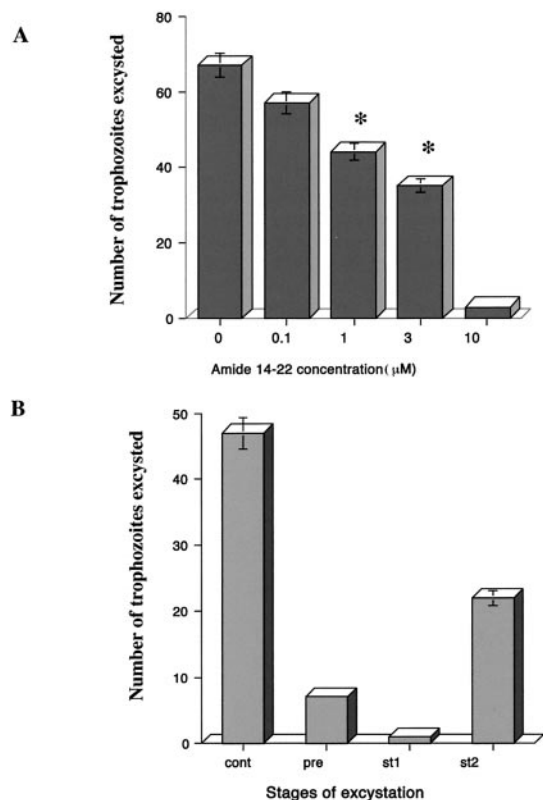 A
Number of trophozoites excysted
80
60
40
20
0
*
*
0 0.1 1 3 10
Amide 14-22 concentration( μM)
B
Number of trophozoites excysted
50
40
30
20
10
0
cont pre st1 st2
Stages of excystation